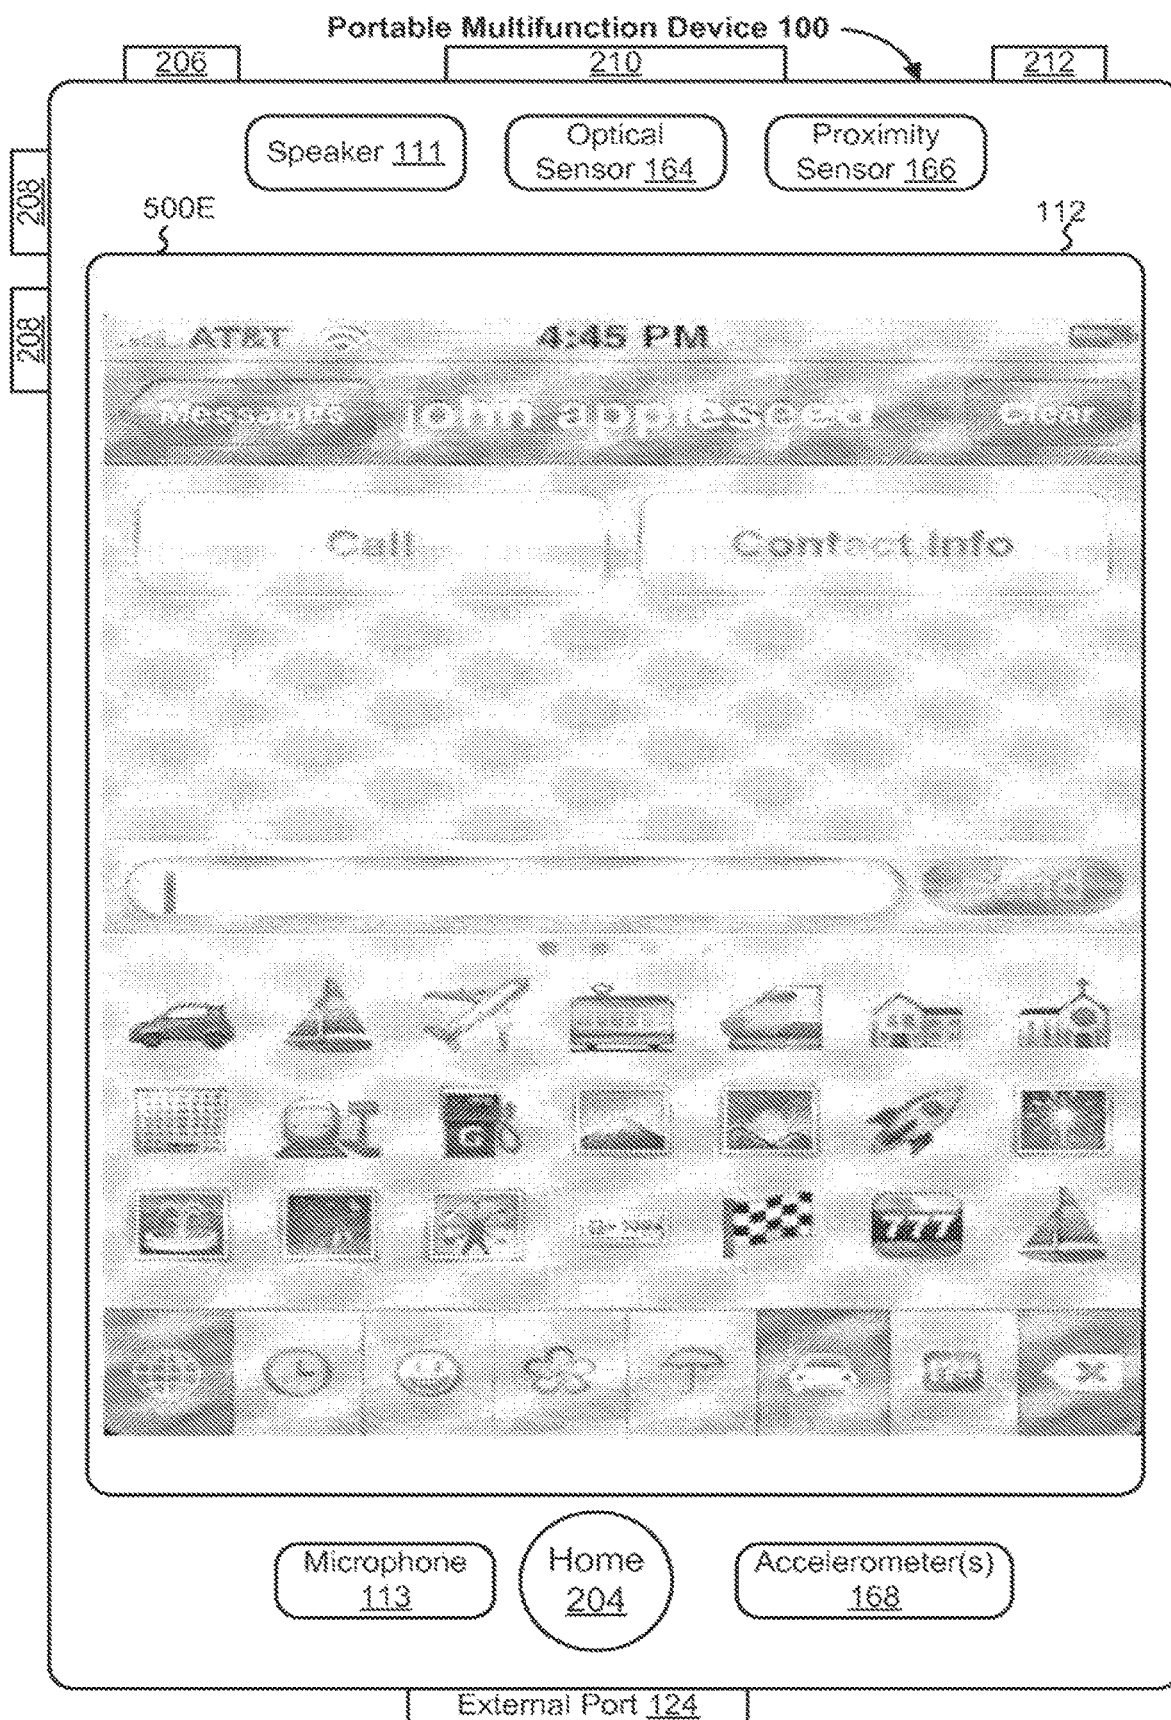 Portable Multifunction Device 100
206
210
212
Speaker 111
Optical
Sensor 164
Proximity
Sensor 166
208
208
500E
112
AT&T
4:45 PM
Messages
john appleseed
Clear
Call
Contact Info
G
777
Microphone
113
Home
204
Accelerometer(s)
168
External Port 124